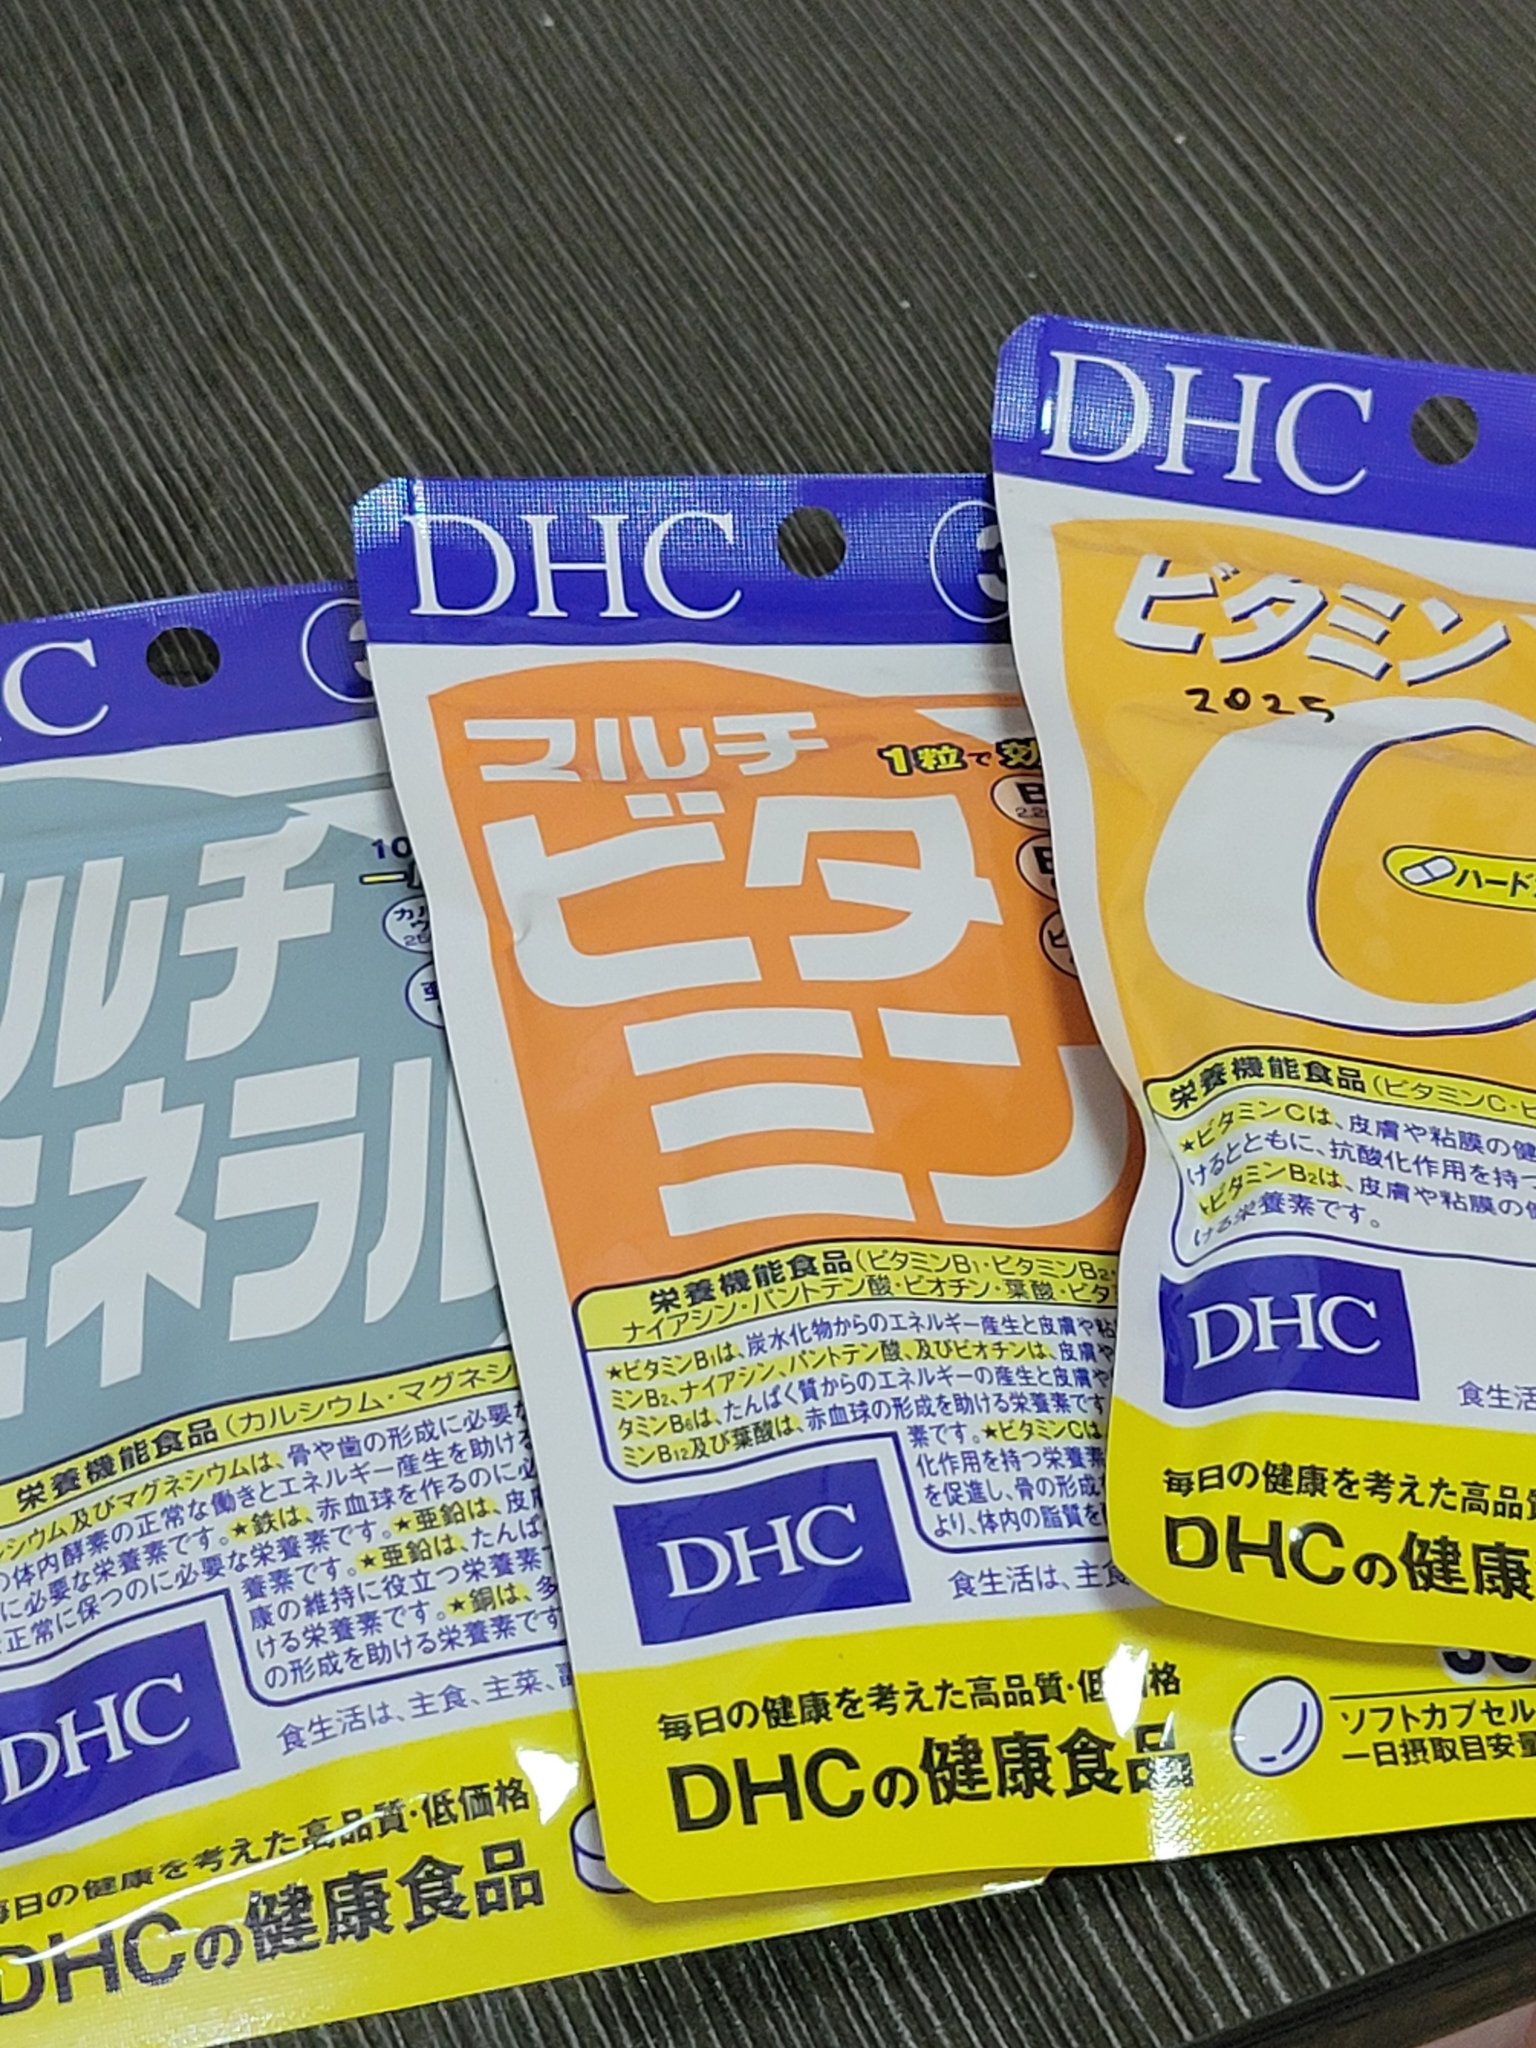 DHC
ルチ
ミネラル
栄養機能食品(カルシウム・マグネシ
シウム及びマグネシウムは、骨や歯の形成に必要な
の体内酵素の正常な働きとエネルギー産生を助ける
に必要な栄養素です。★鉄は、赤血球を作るのに必
正常に保つのに必要な栄養素です。★亜鉛は、皮膚
養素です。★亜鉛は、たんぱ
康の維持に役立つ栄養素で
ける栄養素です。★銅は、多
の形成を助ける栄養素です
DHC
食生活は、主食、主菜、副
毎日の健康を考えた高品質・低価格
DHCの健康食品
DHC
マルチ
ビタ
ミン
1粒で効
栄養機能食品(ビタミンB1・ビタミンB2・
ナイアシン・パントテン酸・ビオチン・葉酸・ビタ
★ビタミンB1は、炭水化物からのエネルギー産生と皮膚や粘
ミンB2、ナイアシン、パントテン酸、及びビオチンは、皮膚や
タミンB6は、たんぱく質からのエネルギーの産生と皮膚や
ミンB12及び葉酸は、赤血球の形成を助ける栄養素です
素です。★ビタミンCは、
化作用を持つ栄養素
を促進し、骨の形成を
より、体内の脂質を
DHC
食生活は、主食
毎日の健康を考えた高品質・低価格
DHCの健康食品
ソフトカプセル
一日摂取目安量
DHC
ビタミン
2025
C
ハード
栄養機能食品(ビタミンC・ビ
★ビタミンCは、皮膚や粘膜の健
けるとともに、抗酸化作用を持つ
★ビタミンB2は、皮膚や粘膜の健
ける栄養素です。
DHC
食生活
毎日の健康を考えた高品質
DHCの健康